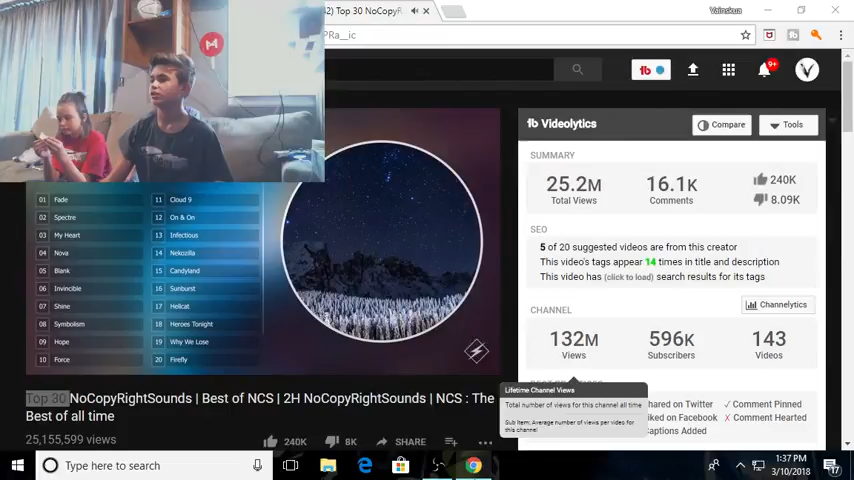 42) Top 30 NoCopyR
Vainskua
PRa__ic
9+
tb Videolytics
Compare
Tools
SUMMARY
25.2M
Total Views
16.1K
Comments
240K
8.09K
SEO
5 of 20 suggested videos are from this creator
This video's tags appear 14 times in title and description
This video has (click to load) search results for its tags
CHANNEL
Channelytics
132M
Views
596K
Subscribers
143
Videos
Lifetime Channel Views
Total number of views for this channel all time
Sub Item: Average number of views per video for
this channel
hared on Twitter
iked on Facebook
aptions Added
✓ Comment Pinned
✗ Comment Hearted
01 Fade
02 Spectre
03 My Heart
04 Nova
05 Blank
06 Invincible
07 Shine
08 Symbolism
09 Hope
10 Force
11 Cloud 9
12 On & On
13 Infectious
14 Nekozilla
15 Candyland
16 Sunburst
17 Hellcat
18 Heroes Tonight
19 Why We Lose
20 Firefly
Top 30 NoCopyRightSounds | Best of NCS | 2H NoCopyRightSounds | NCS : The
Best of all time
25,155,599 views
240K
8K
SHARE
Type here to search
1:37 PM
3/10/2018
17